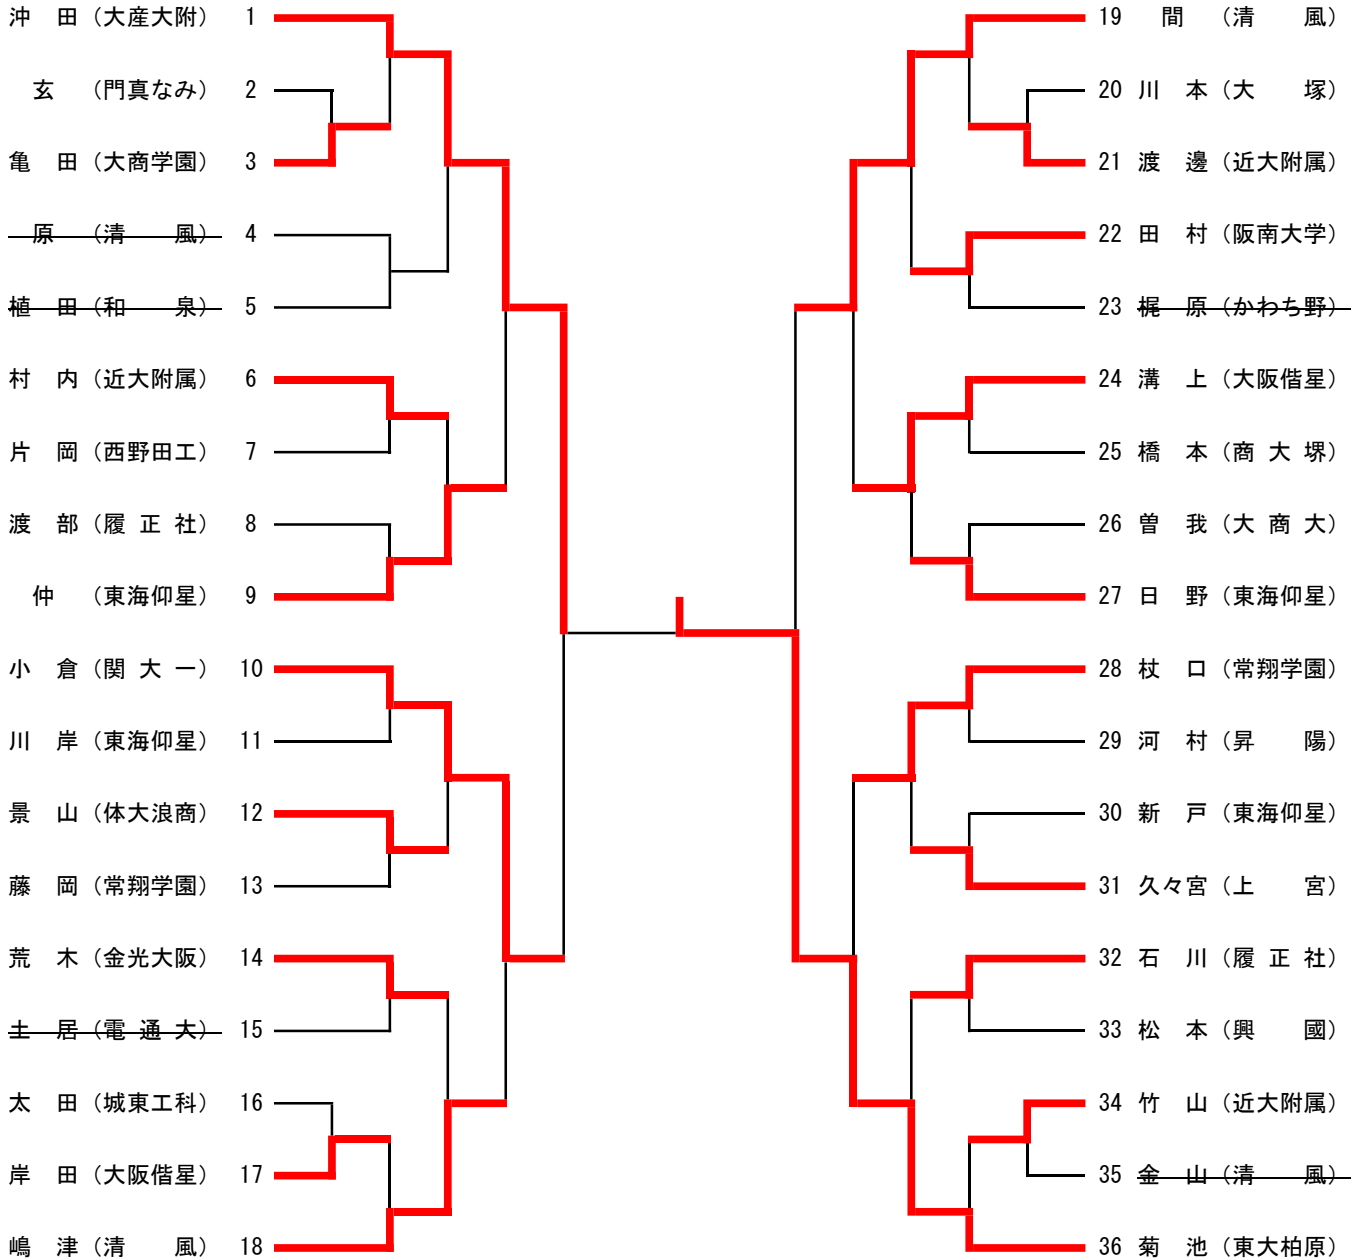 沖 田（大産大附） 1
玄 （門真なみ） 2
亀 田（大商学園） 3
原 （清 風） 4
植 田（和 泉） 5
村 内（近大附属） 6
片 岡（西野田工） 7
渡 部（履 正 社） 8
仲 （東海仰星） 9
小 倉（関 大 一） 10
川 岸（東海仰星） 11
景 山（体大浪商） 12
藤 岡（常翔学園） 13
荒 木（金光大阪） 14
土 居（電 通 大） 15
太 田（城東工科） 16
岸 田（大阪偕星） 17
嶋 津（清 風） 18
19 間 （清 風）
20 川 本（大 塚）
21 渡 邊（近大附属）
22 田 村（阪南大学）
23 梶 原（かわち野）
24 溝 上（大阪偕星）
25 橋 本（商 大 堺）
26 曽 我（大 商 大）
27 日 野（東海仰星）
28 杖 口（常翔学園）
29 河 村（昇 陽）
30 新 戸（東海仰星）
31 久々宮（上 宮）
32 石 川（履 正 社）
33 松 本（興 國）
34 竹 山（近大附属）
35 金 山（清 風）
36 菊 池（東大柏原）